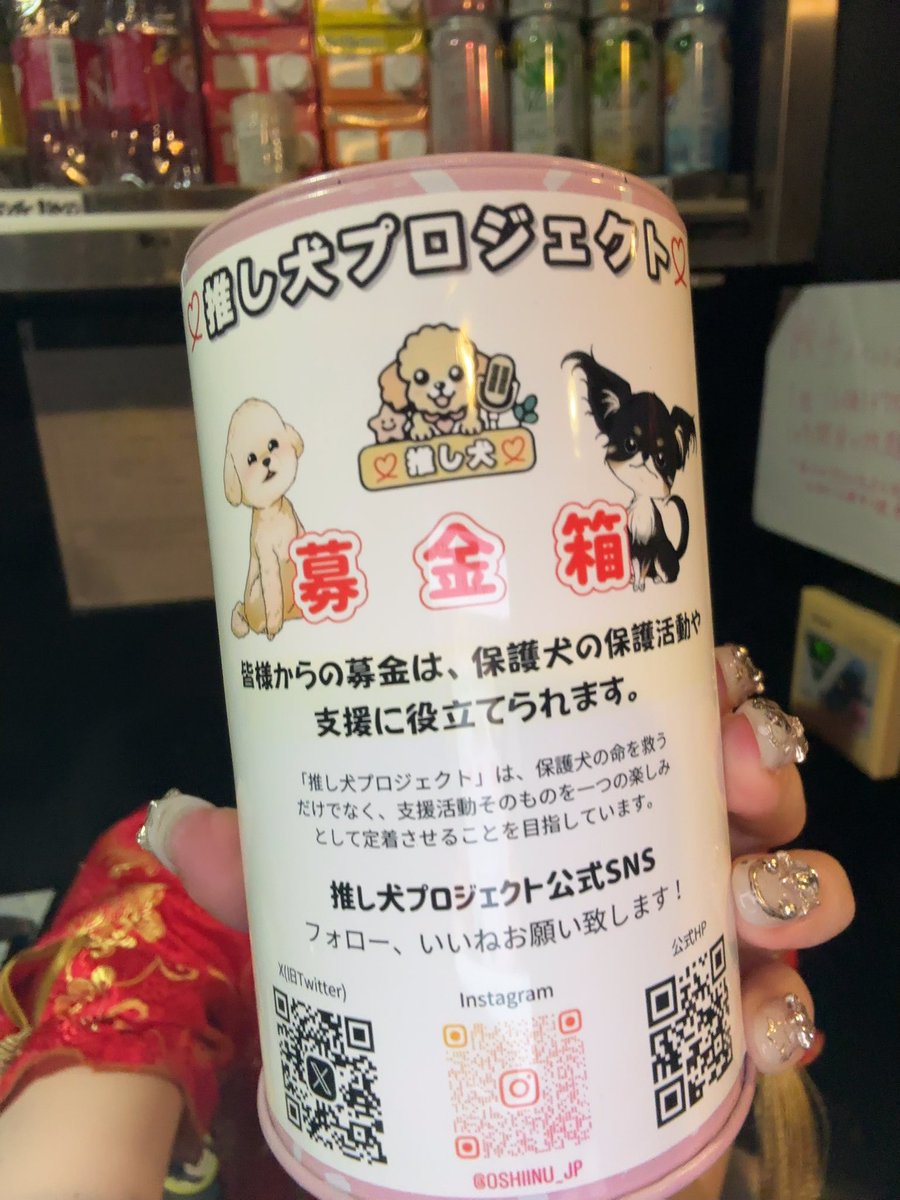 推し犬プロジェクト
推し犬
募金箱
皆様からの募金は、保護犬の保護活動や
支援に役立てられます。
「推し犬プロジェクト」は、保護犬の命を救う
だけでなく、支援活動そのものを一つの楽しみ
として定着させることを目指しています。
推し犬プロジェクト公式SNS
フォロー、いいねお願い致します!
X(旧Twitter)
Instagram
公式HP
@OSHIINU_JP